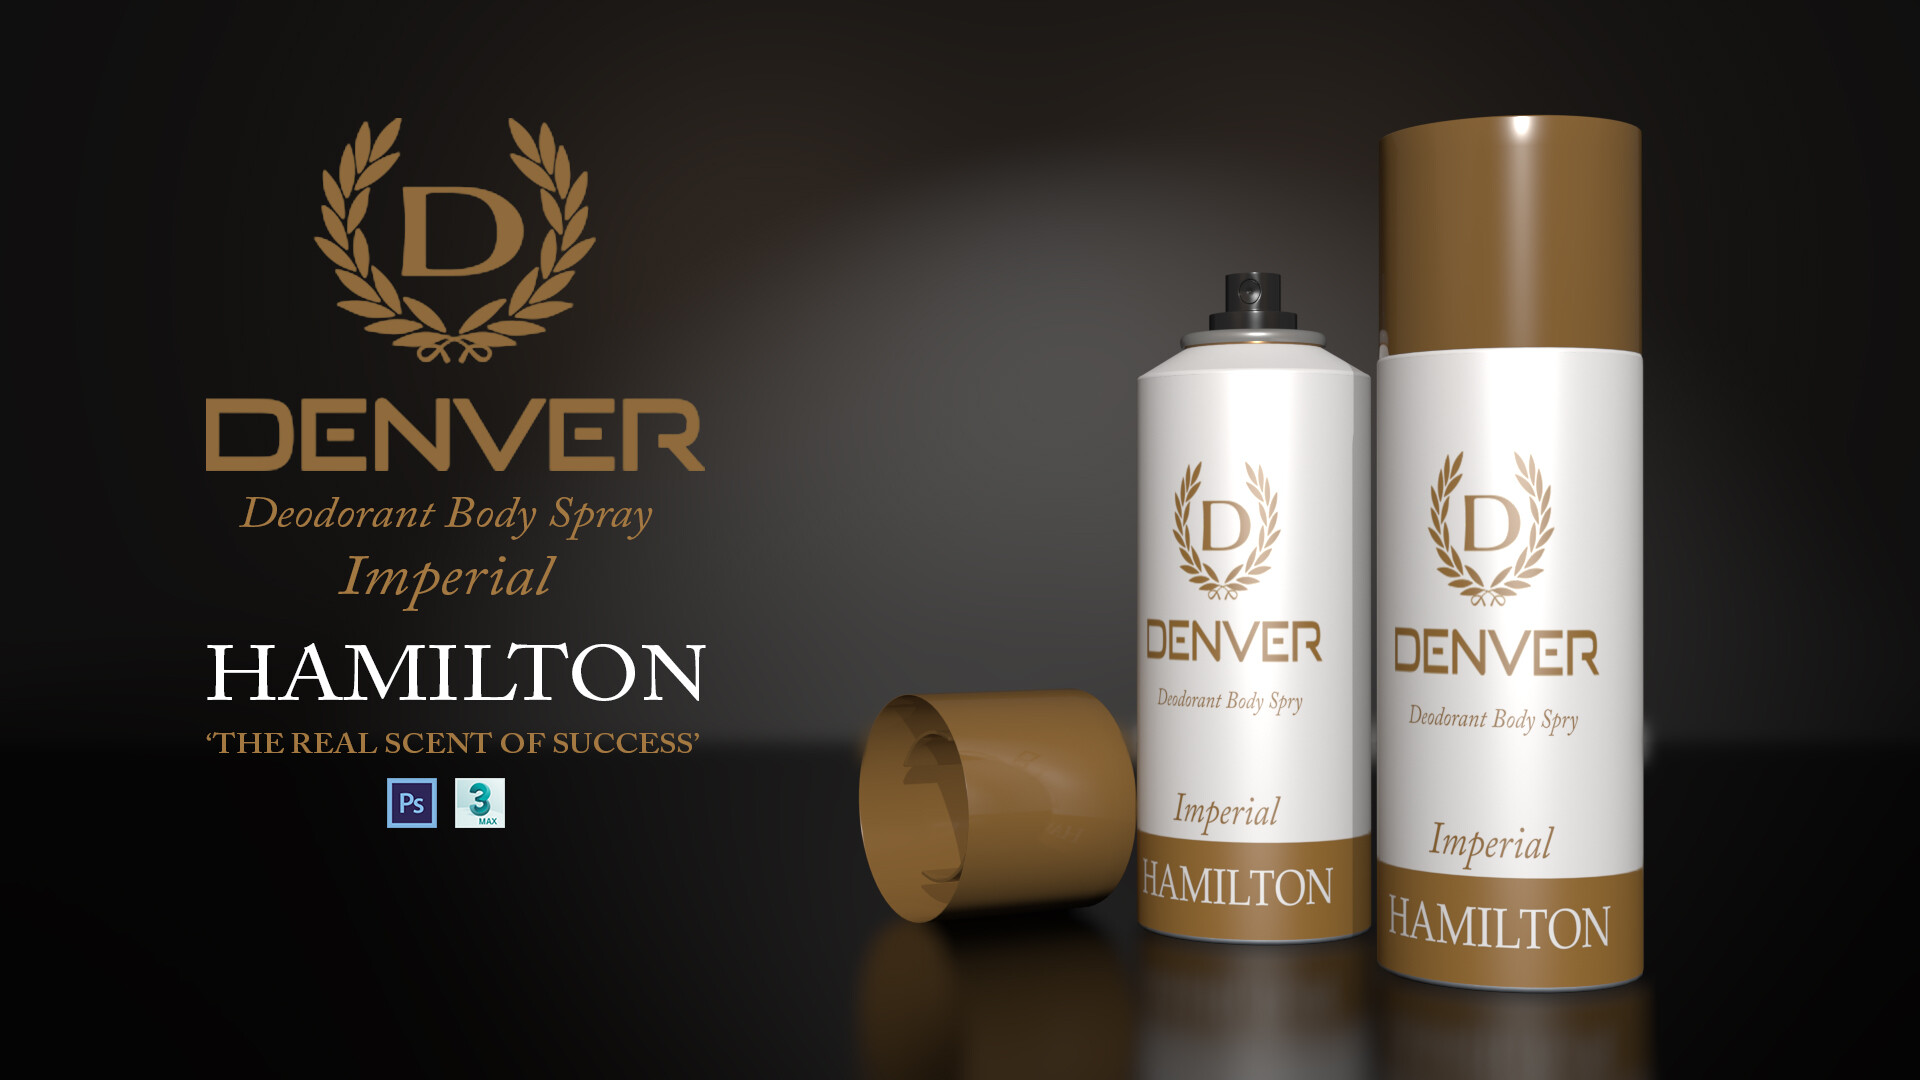 D
DENVER
Deodorant Body Spray
Imperial
HAMILTON
‘THE REAL SCENT OF SUCCESS’
Ps
3
MAX
D
DENVER
Deodorant Body Spry
Imperial
HAMILTON
D
DENVER
Deodorant Body Spry
Imperial
HAMILTON